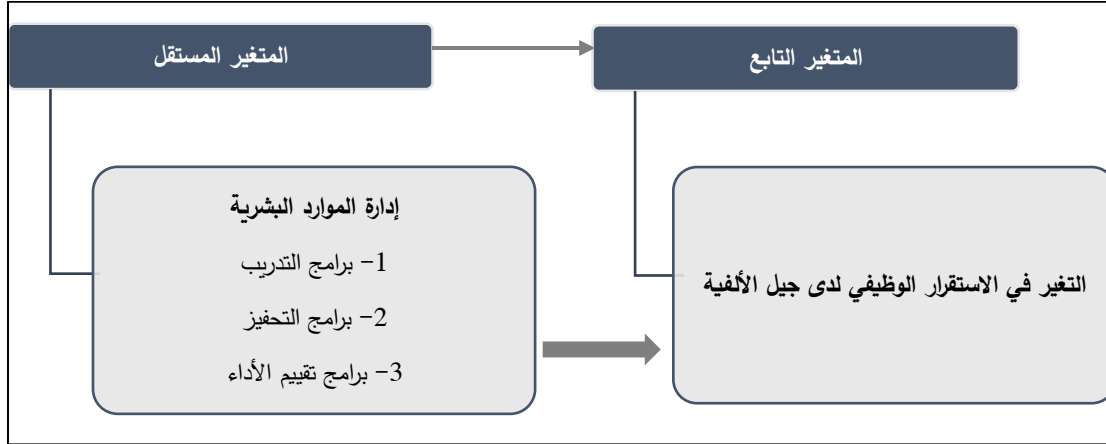 المتغير المستقل
المتغير التابع
إدارة الموارد البشرية
1- برامج التدريب
2- برامج التحفيز
3- برامج تقييم الأداء
التغير في الاستقرار الوظيفي لدى جيل الألفية